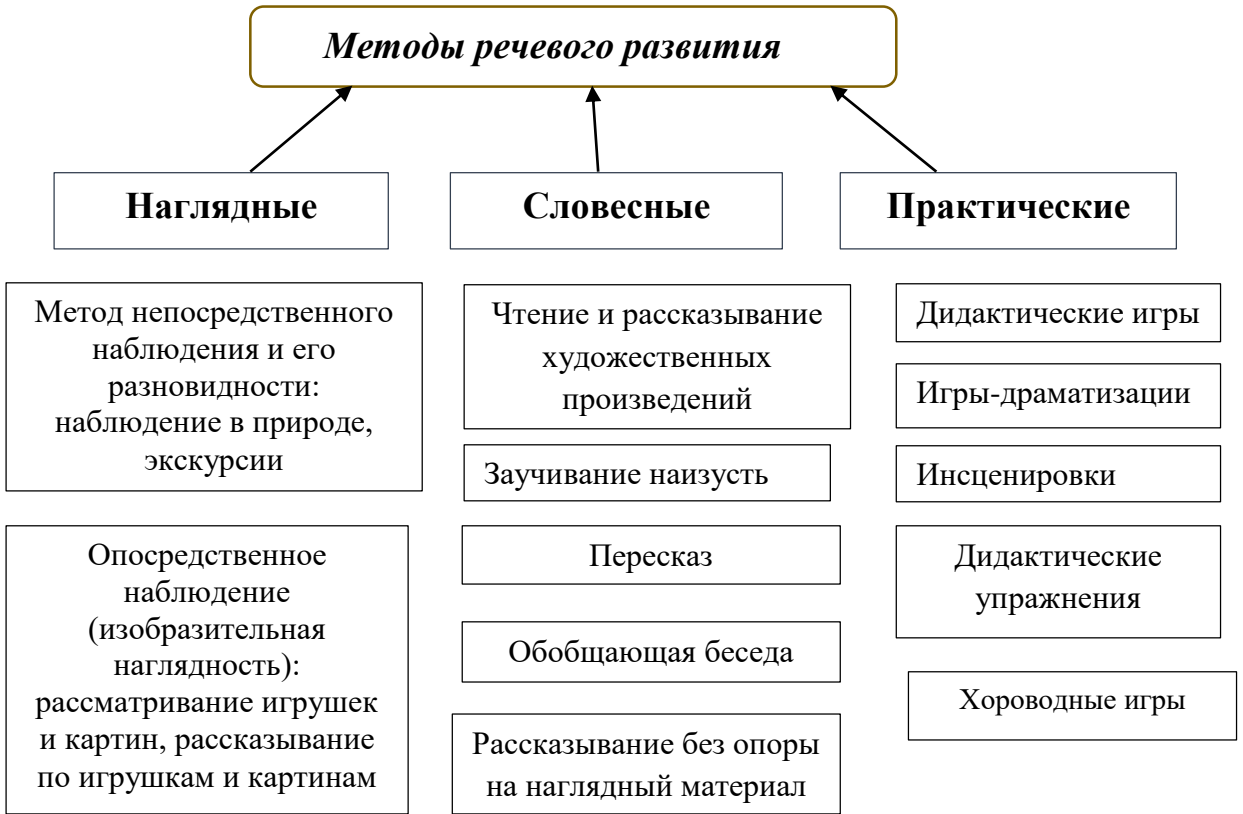 Методы речевого развития
Наглядные
Словесные
Практические
Метод непосредственного
наблюдения и его
разновидности:
наблюдение в природе,
экскурсии
Опосредственное
наблюдение
(изобразительная
наглядность):
рассматривание игрушек
и картин, рассказывание
по игрушкам и картинам
Чтение и рассказывание
художественных
произведений
Заучивание наизусть
Пересказ
Обобщающая беседа
Рассказывание без опоры
на наглядный материал
Дидактические игры
Игры-драматизации
Инсценировки
Дидактические
упражнения
Хороводные игры